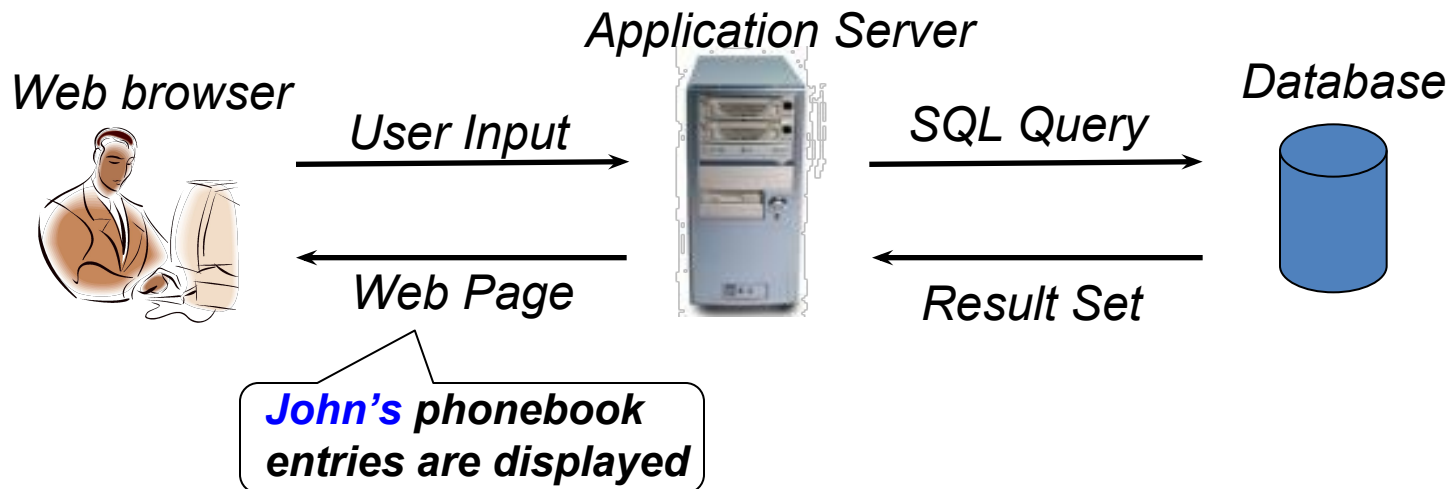 Application Server
Web browser
Database
User Input
SQL Query
Web Page
Result Set
John's phonebook
entries are displayed